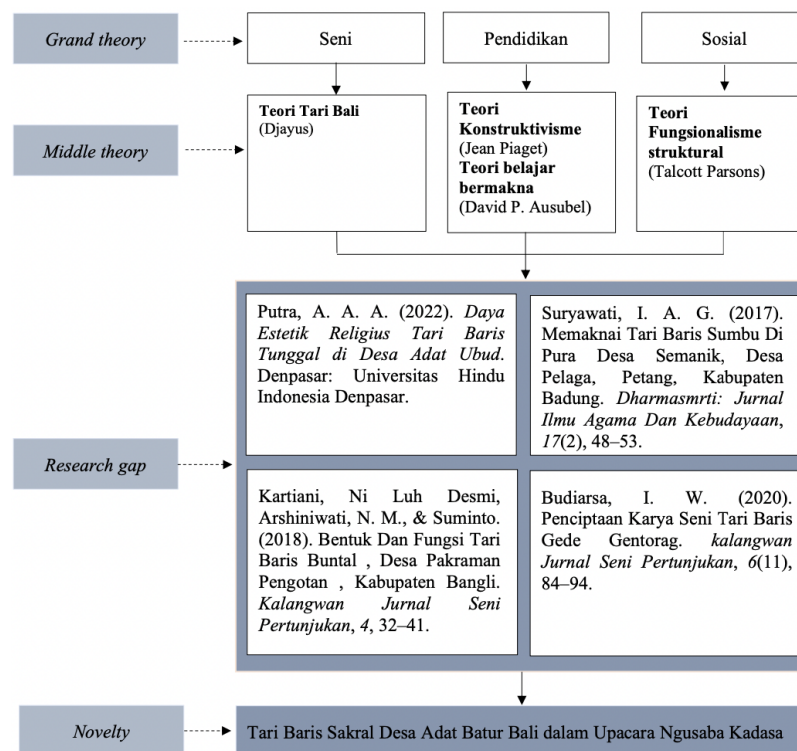 Grand theory
Seni
Pendidikan
Sosial
Middle theory
Teori Tari Bali
(Djayus)
Teori
Konstruktivisme
(Jean Piaget)
Teori belajar
bermakna
(David P. Ausubel)
Teori
Fungsionalisme
struktural
(Talcott Parsons)
Research gap
Putra, A. A. A. (2022). Daya
Estetik Religius Tari Baris
Tunggal di Desa Adat Ubud.
Denpasar: Universitas Hindu
Indonesia Denpasar.
Suryawati, I. A. G. (2017).
Memaknai Tari Baris Sumbu Di
Pura Desa Semanik, Desa
Pelaga, Petang, Kabupaten
Badung. Dharmasmrti: Jurnal
Ilmu Agama Dan Kebudayaan,
17(2), 48–53.
Kartiani, Ni Luh Desmi,
Arshiniwati, N. M., & Suminto.
(2018). Bentuk Dan Fungsi Tari
Baris Buntal , Desa Pakraman
Pengotan , Kabupaten Bangli.
Kalangwan Jurnal Seni
Pertunjukan, 4, 32–41.
Budiarsa, I. W. (2020).
Penciptaan Karya Seni Tari Baris
Gede Gentorag. kalangwan
Jurnal Seni Pertunjukan, 6(11),
84–94.
Novelty
Tari Baris Sakral Desa Adat Batur Bali dalam Upacara Ngusaba Kadasa